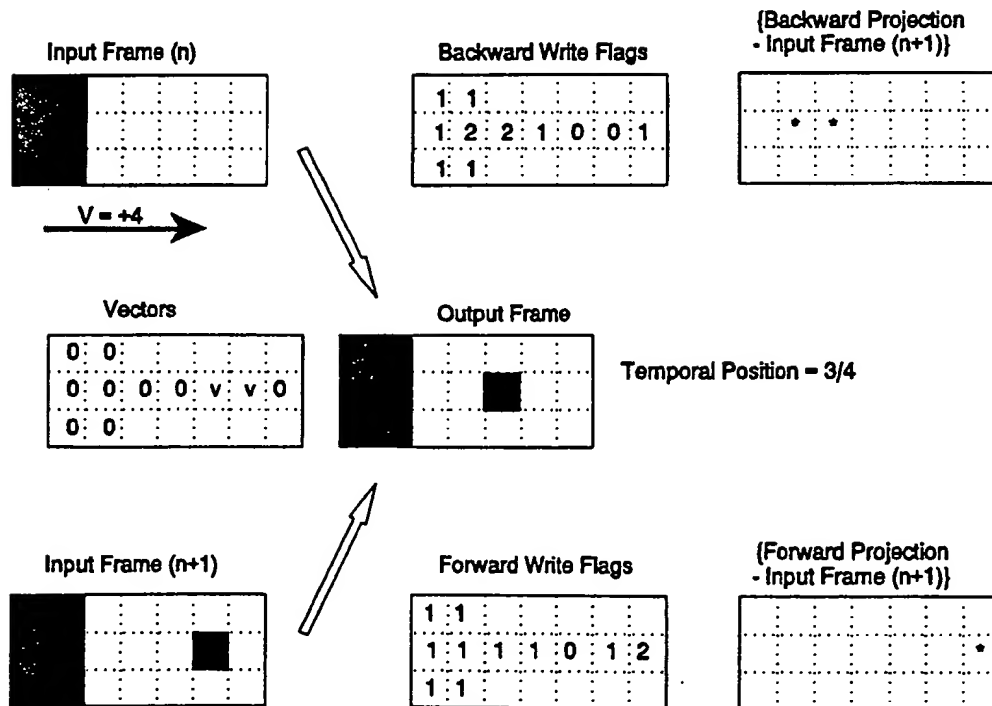 Input Frame (n)
Backward Write Flags
{Backward Projection
- Input Frame (n+1)}
1 1
1 2 2 1 0 0 1
1 1
* *
V = +4
Vectors
Output Frame
0 0
0 0 0 0 v v 0
0 0
Temporal Position = 3/4
Input Frame (n+1)
Forward Write Flags
{Forward Projection
- Input Frame (n+1)}
1 1
1 1 1 1 0 1 2
1 1
*